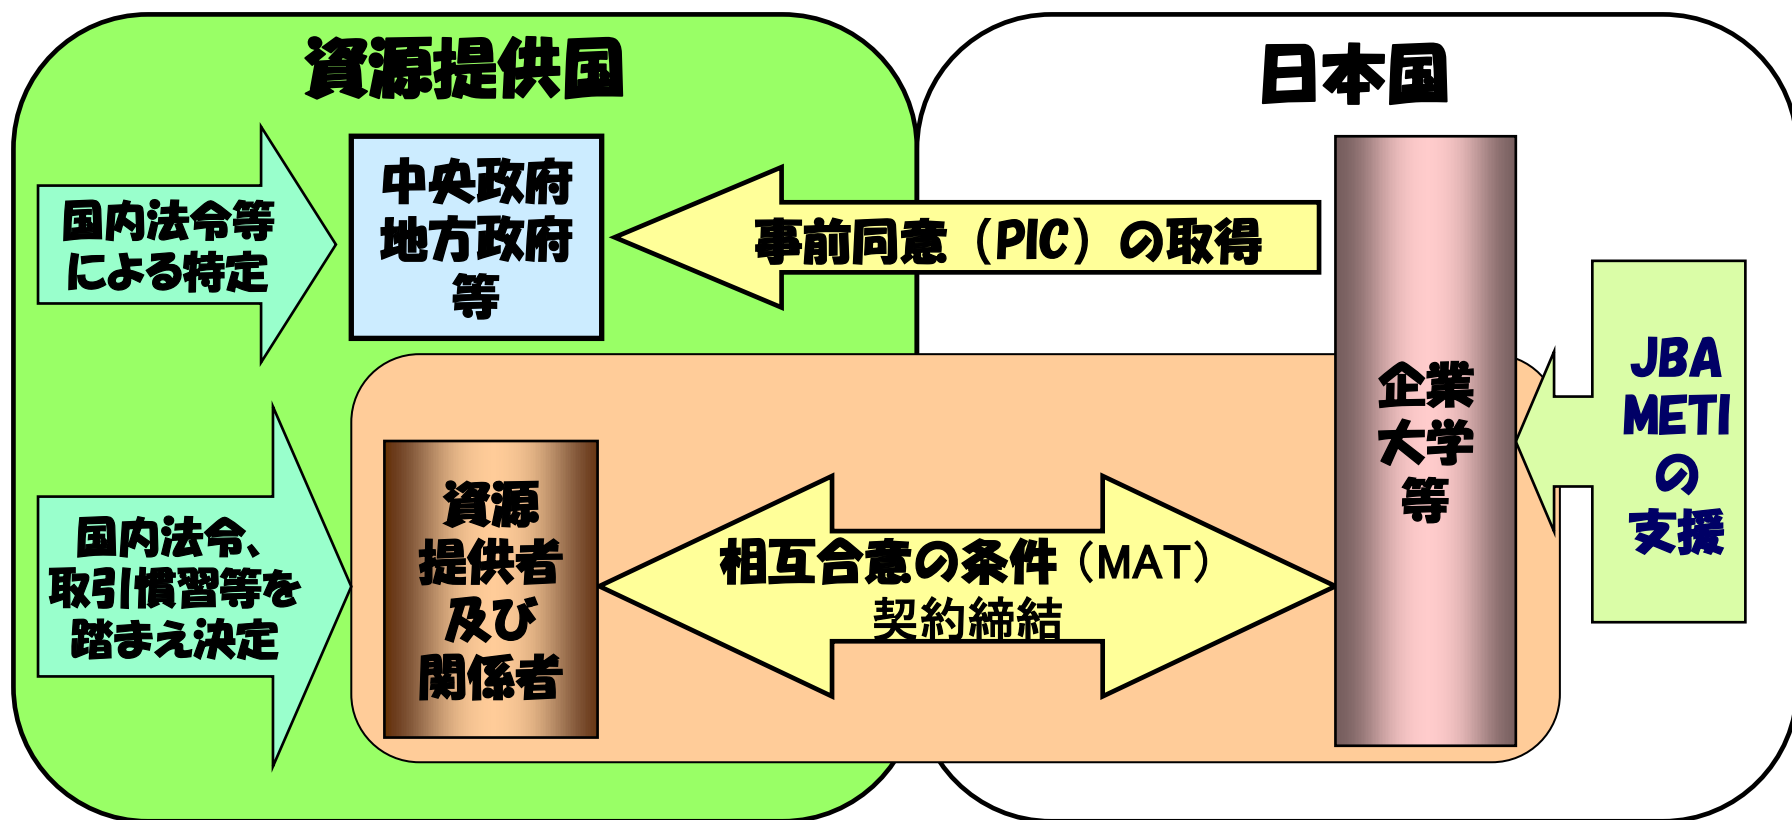 資源提供国
日本国
国内法令等
による特定
中央政府
地方政府
等
事前同意（PIC）の取得
企業
大学
等
JBA
METI
の
支援
国内法令、
取引慣習等を
踏まえ決定
資源
提供者
及び
関係者
相互合意の条件（MAT）
契約締結